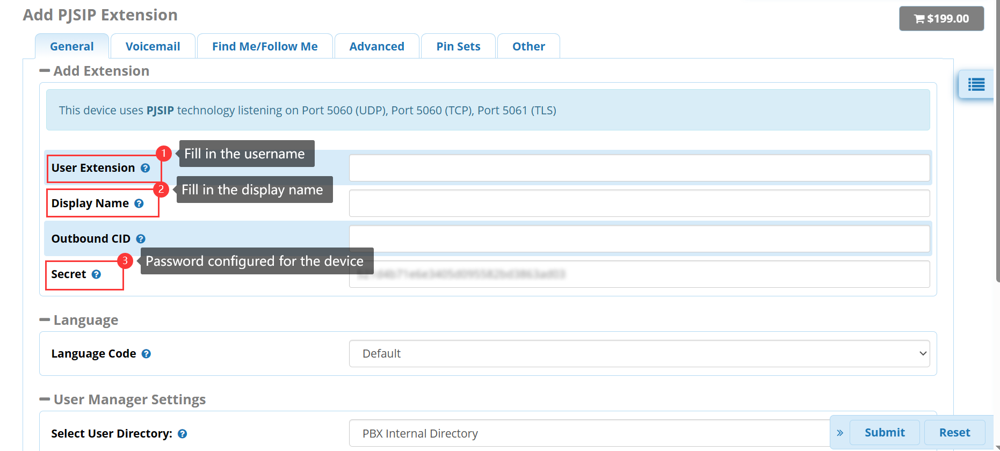 Add PJSIP Extension
$199.00
General
Voicemail
Find Me/Follow Me
Advanced
Pin Sets
Other
Add Extension
This device uses PJSIP technology listening on Port 5060 (UDP), Port 5060 (TCP), Port 5061 (TLS)
1
Fill in the username
User Extension
2
Fill in the display name
Display Name
Outbound CID
3
Password configured for the device
Secret
Language
Language Code
Default
User Manager Settings
Select User Directory:
PBX Internal Directory
»
Submit
Reset